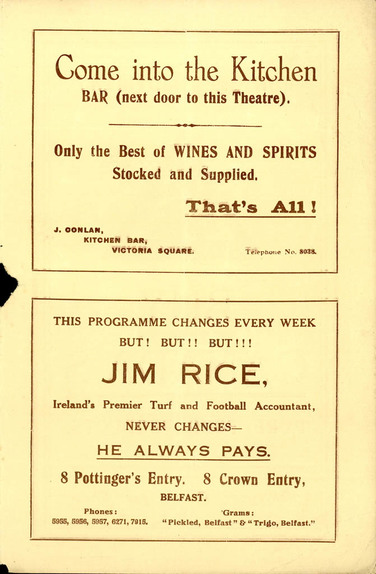 Come into the Kitchen
BAR (next door to this Theatre).
Only the Best of WINES AND SPIRITS
Stocked and Supplied.
That's All!
J. CONLAN,
KITCHEN BAR,
VICTORIA SQUARE.
Telephone No. 8038.
THIS PROGRAMME CHANGES EVERY WEEK
BUT! BUT!! BUT!!!
JIM RICE,
Ireland's Premier Turf and Football Accountant,
NEVER CHANGES—
HE ALWAYS PAYS.
8 Pottinger's Entry. 8 Crown Entry,
BELFAST.
Phones: 'Grams:
5955, 5956, 5957, 6271, 7915. "Pickled, Belfast" & "Trigo, Belfast."